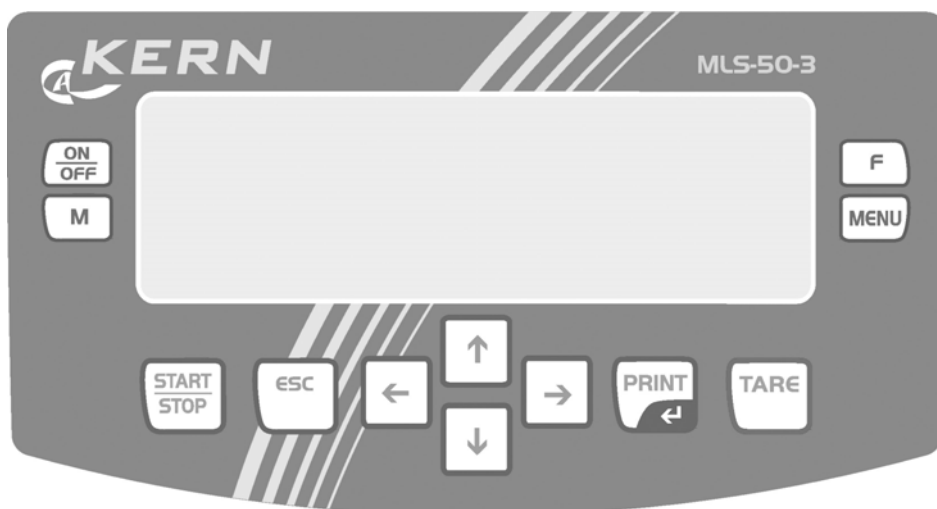 KERN
MLS-50-3
ON
OFF
F
M
MENU
START
STOP
ESC
←
↑
↓
→
PRINT
↵
TARE